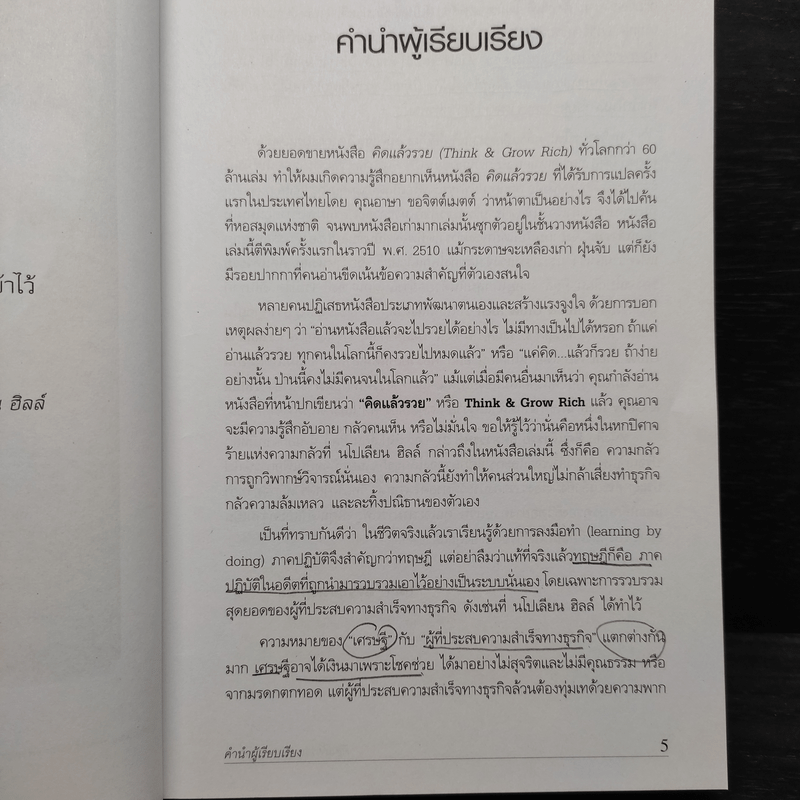 ้าไว้
ฮิลล์
คำนำผู้เรียบเรียง
ด้วยยอดขายหนังสือ คิดแล้วรวย (Think & Grow Rich) ทั่วโลกกว่า 60
ล้านเล่ม ทำให้ผมเกิดความรู้สึกอยากเห็นหนังสือ คิดแล้วรวย ที่ได้รับการแปลครั้ง
แรกในประเทศไทยโดย คุณอาษา ขอจิตต์เมตต์ ว่าหน้าตาเป็นอย่างไร จึงได้ไปค้น
ที่หอสมุดแห่งชาติ จนพบหนังสือเก่ามากเล่มนั้นซุกตัวอยู่ในชั้นวางหนังสือ หนังสือ
เล่มนี้ตีพิมพ์ครั้งแรกในราวปี พ.ศ. 2510 แม้กระดาษจะเหลืองเก่า ฝุ่นจับ แต่ก็ยัง
มีรอยปากกาที่คนอ่านขีดเน้นข้อความสำคัญที่ตัวเองสนใจ
หลายคนปฏิเสธหนังสือประเภทพัฒนาตนเองและสร้างแรงจูงใจ ด้วยการบอก
เหตุผลง่ายๆ ว่า "อ่านหนังสือแล้วจะไปรวยได้อย่างไร ไม่มีทางเป็นไปได้หรอก ถ้าแค่
อ่านแล้วรวย ทุกคนในโลกนี้ก็คงรวยไปหมดแล้ว" หรือ "แค่คิด...แล้วก็รวย ถ้าง่าย
อย่างนั้น ป่านนี้คงไม่มีคนจนในโลกแล้ว" แม้แต่เมื่อมีคนอื่นมาเห็นว่า คุณกำลังอ่าน
หนังสือที่หน้าปกเขียนว่า "คิดแล้วรวย" หรือ Think & Grow Rich แล้ว คุณอาจ
จะมีความรู้สึกอับอาย กลัวคนเห็น หรือไม่มั่นใจ ขอให้รู้ไว้ว่านั่นคือหนึ่งในหกปีศาจ
ร้ายแห่งความกลัวที่ นโปเลียน ฮิลล์ กล่าวถึงในหนังสือเล่มนี้ ซึ่งก็คือ ความกลัว
การถูกวิพากษ์วิจารณ์นั่นเอง ความกลัวนี้ยังทำให้คนส่วนใหญ่ไม่กล้าเสี่ยงทำธุรกิจ
กลัวความล้มเหลว และละทิ้งปณิธานของตัวเอง
เป็นที่ทราบกันดีว่า ในชีวิตจริงแล้วเราเรียนรู้ด้วยการลงมือทำ (learning by
doing) ภาคปฏิบัติจึงสำคัญกว่าทฤษฎี แต่อย่าลืมว่าแท้ที่จริงแล้วทฤษฎีก็คือ ภาค
ปฏิบัติในอดีตที่ถูกนำมารวบรวมเอาไว้อย่างเป็นระบบนั่นเอง โดยเฉพาะการรวบรวม
สุดยอดของผู้ที่ประสบความสำเร็จทางธุรกิจ ดังเช่นที่ นโปเลียน ฮิลล์ ได้ทำไว้
ความหมายของ "เศรษฐี" กับ "ผู้ที่ประสบความสำเร็จทางธุรกิจ" แตกต่างกัน
มาก เศรษฐีอาจได้เงินมาเพราะโชคช่วย ได้มาอย่างไม่สุจริตและไม่มีคุณธรรม หรือ
จากมรดกตกทอด แต่ผู้ที่ประสบความสำเร็จทางธุรกิจล้วนต้องทุ่มเทด้วยความพาก
คำนำผู้เรียบเรียง 5